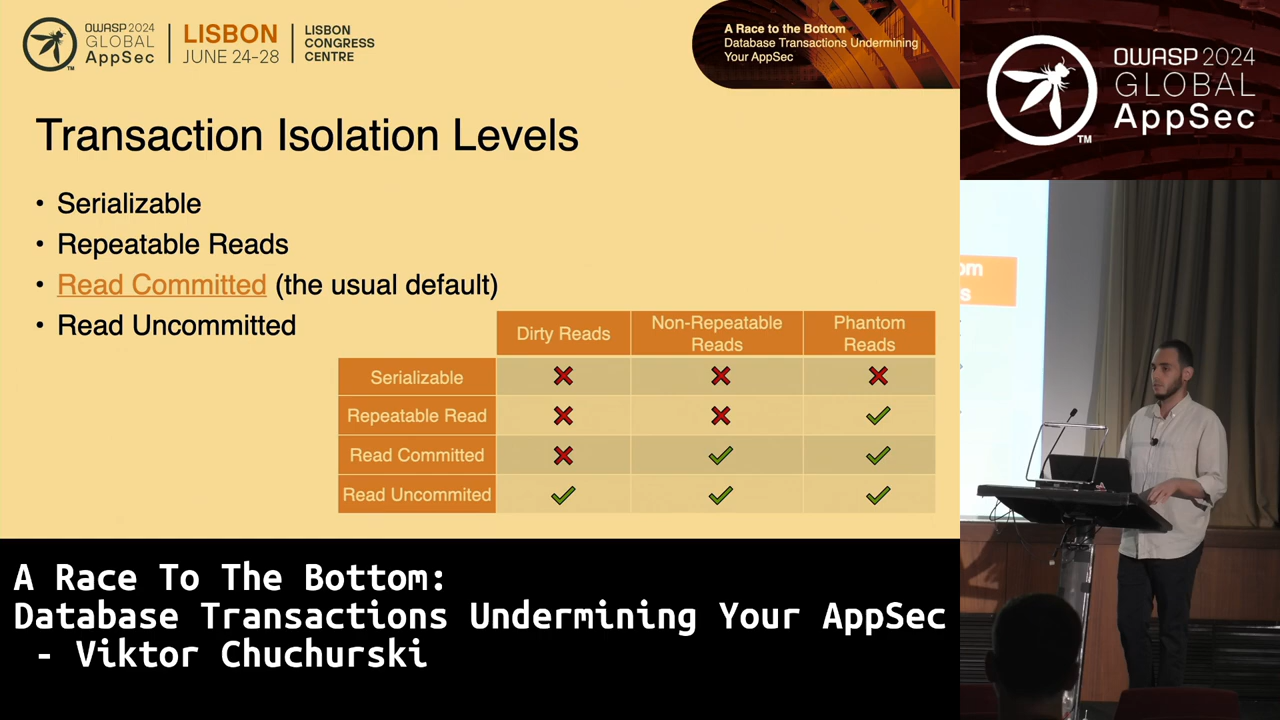 OWASP 2024
GLOBAL
AppSec
TM
LISBON
JUNE 24-28
LISBON
CONGRESS
CENTRE
A Race to the Bottom
Database Transactions Undermining
Your AppSec
OWASP 2024
GLOBAL
AppSec
TM
Transaction Isolation Levels
• Serializable
• Repeatable Reads
• Read Committed (the usual default)
• Read Uncommitted
Dirty Reads
Non-Repeatable
Reads
Phantom
Reads
Serializable ❌ ❌ ❌
Repeatable Read ❌ ❌ ✓
Read Committed ❌ ✓ ✓
Read Uncommited ✓ ✓ ✓
A Race To The Bottom:
Database Transactions Undermining Your AppSec
- Viktor Chuchurski